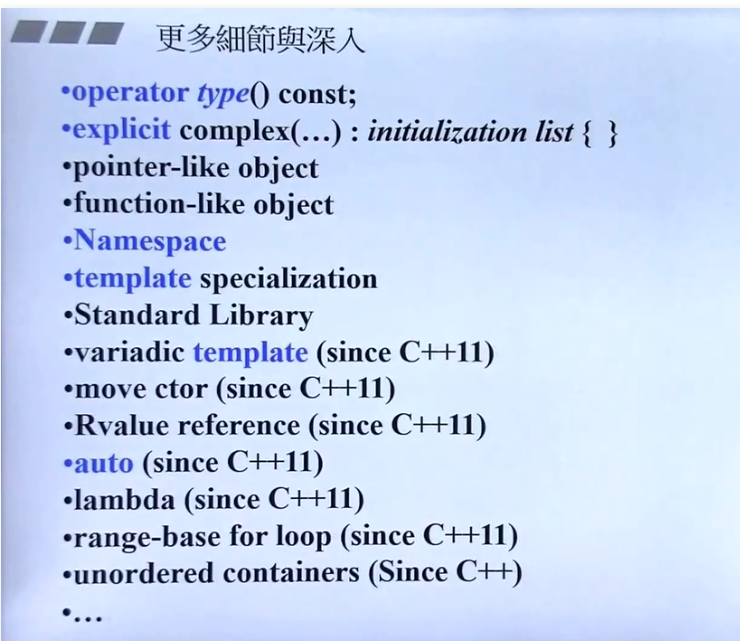 更多細節與深入
•operator type() const;
•explicit complex(…) : initialization list { }
•pointer-like object
•function-like object
•Namespace
•template specialization
•Standard Library
•variadic template (since C++11)
•move ctor (since C++11)
•Rvalue reference (since C++11)
•auto (since C++11)
•lambda (since C++11)
•range-base for loop (since C++11)
•unordered containers (Since C++)
•…